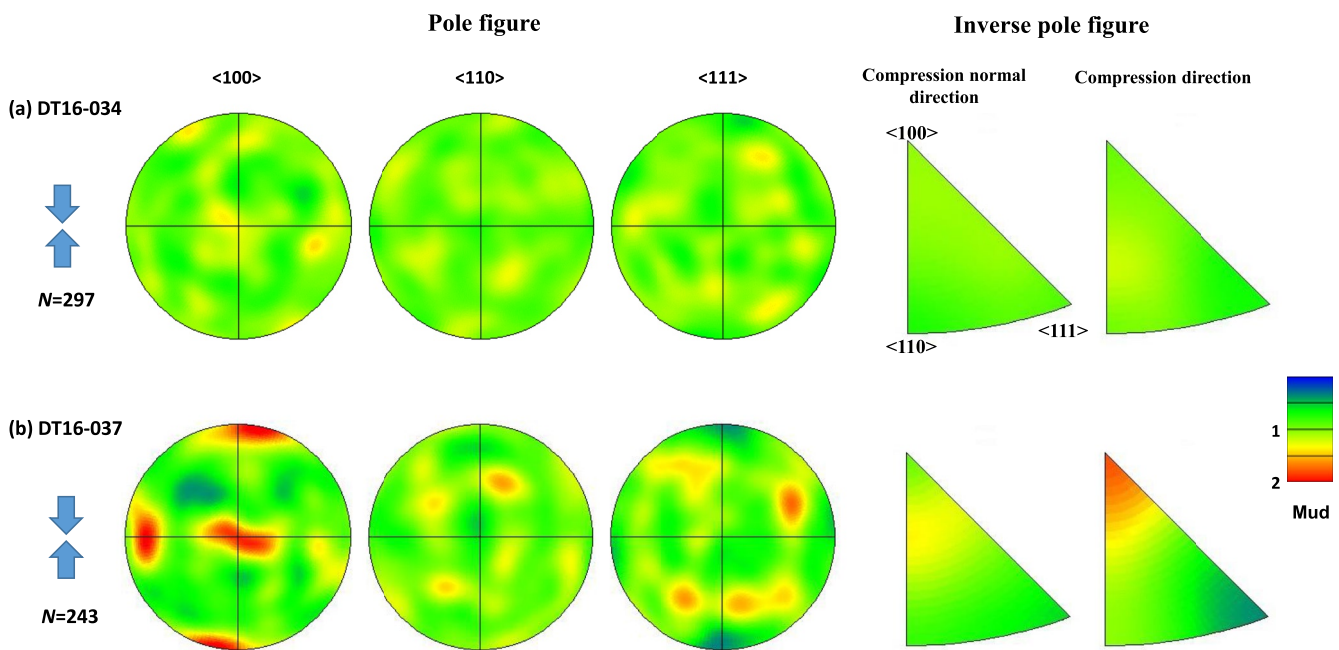 Pole figure
Inverse pole figure
<100>
<110>
<111>
Compression normal
direction
Compression direction
(a) DT16-034
<100>
N=297
<110>
<111>
(b) DT16-037
1
2
Mud
N=243